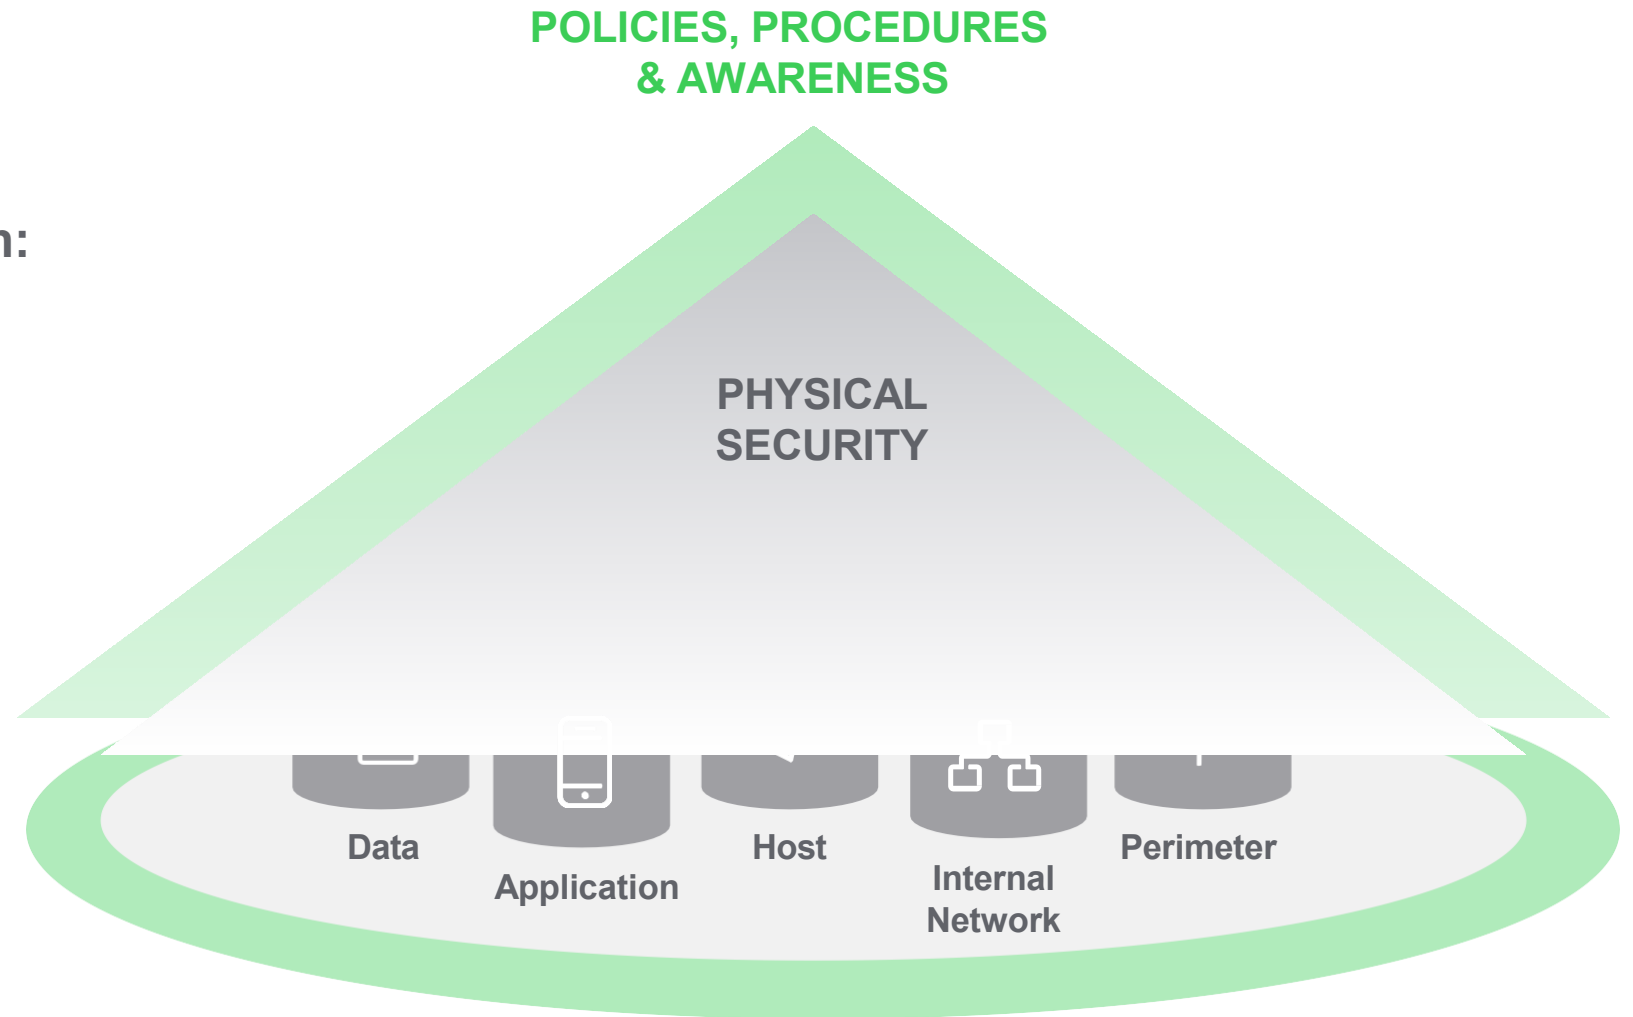 POLICIES, PROCEDURES
& AWARENESS
PHYSICAL
SECURITY
Data
Application
Host
Internal
Network
Perimeter